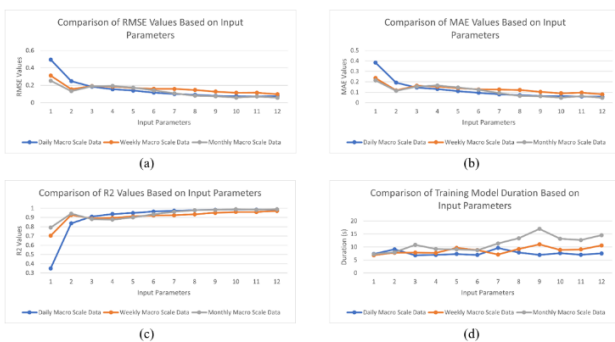 Comparison of RMSE Values Based on Input
Parameters
RMSE Values
0.6
0.4
0.2
0
1 2 3 4 5 6 7 8 9 10 11 12
Input Parameters
Daily Macro Scale Data Weekly Macro Scale Data Monthly Macro Scale Data
(a)
Comparison of MAE Values Based on Input
Parameters
MAE Values
0.5
0.4
0.3
0.2
0.1
0
1 2 3 4 5 6 7 8 9 10 11 12
Input Parameters
Daily Macro Scale Data Weekly Macro Scale Data Monthly Macro Scale Data
(b)
Comparison of R2 Values Based on Input Parameters
R2 Values
1
0.9
0.8
0.7
0.6
0.5
0.4
0.3
1 2 3 4 5 6 7 8 9 10 11 12
Input Parameters
Daily Macro Scale Data Weekly Macro Scale Data Monthly Macro Scale Data
(c)
Comparison of Training Model Duration Based on
Input Parameters
Duration (s)
20
15
10
5
0
1 2 3 4 5 6 7 8 9 10 11 12
Input Parameters
Daily Macro Scale Data Weekly Macro Scale Data Monthly Macro Scale Data
(d)